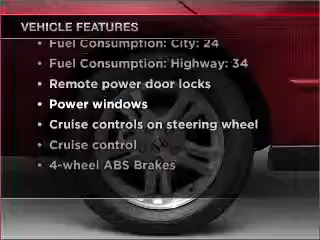 VEHICLE FEATURES
• Fuel Consumption: City: 24
• Fuel Consumption: Highway: 34
• Remote power door locks
• Power windows
• Cruise controls on steering wheel
• Cruise control
• 4-wheel ABS Brakes